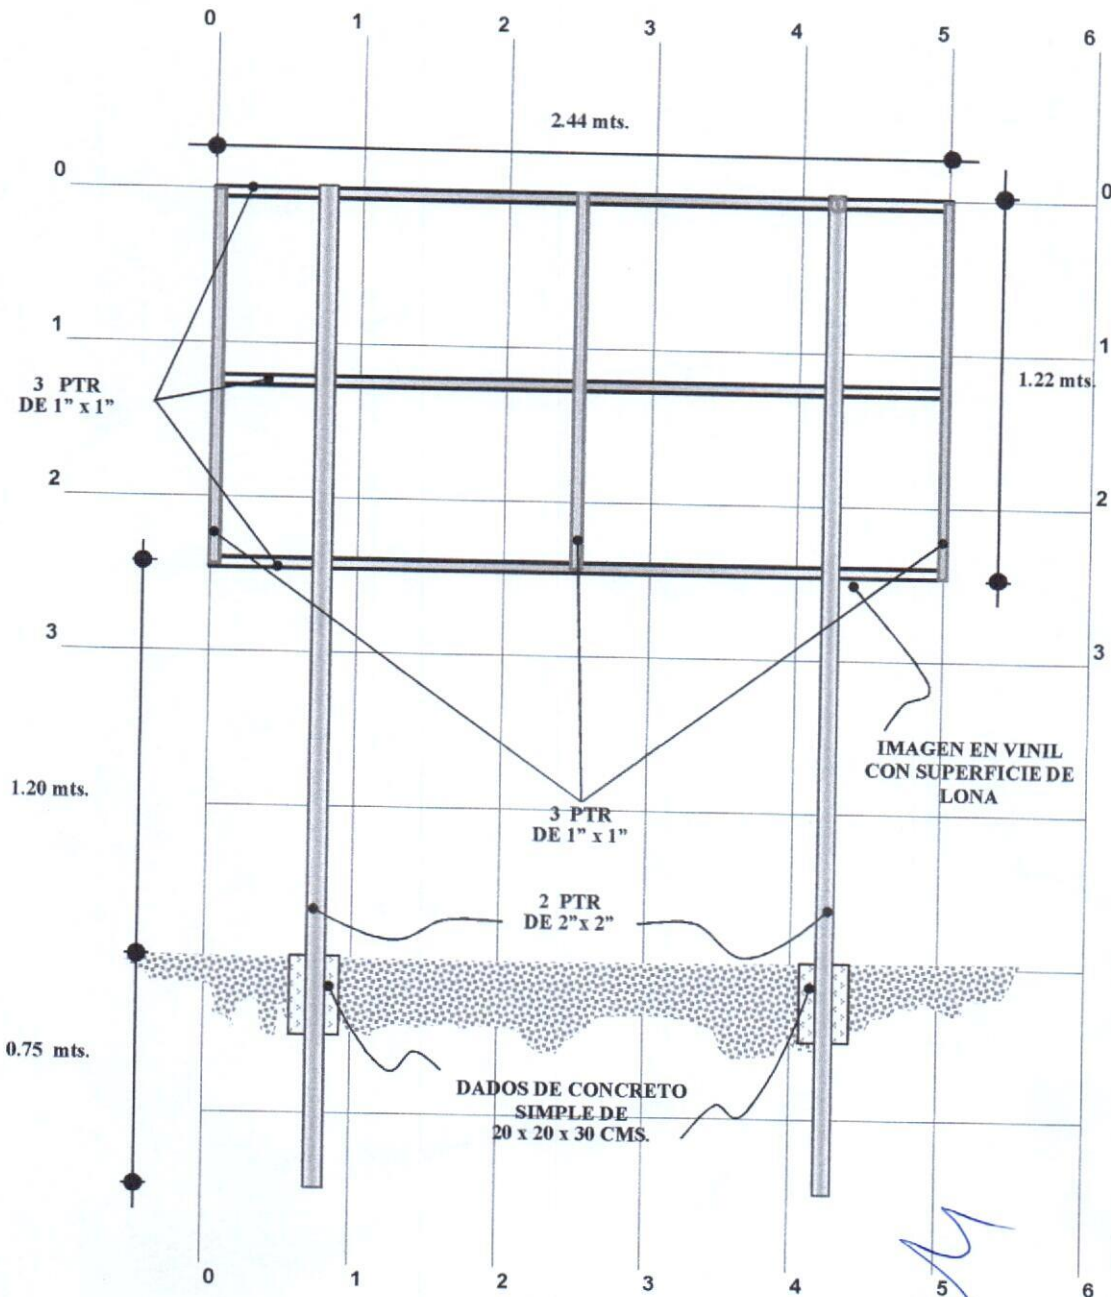 0 1 2 3 4 5 6
2.44 mts.
0 0
1 1
3 PTR
DE 1” x 1”
1.22 mts.
2 2
3 3
IMAGEN EN VINIL
CON SUPERFICIE DE
LONA
1.20 mts.
3 PTR
DE 1” x 1”
2 PTR
DE 2”x 2”
0.75 mts.
DADOS DE CONCRETO
SIMPLE DE
20 x 20 x 30 CMS.
0 1 2 3 4 5 6